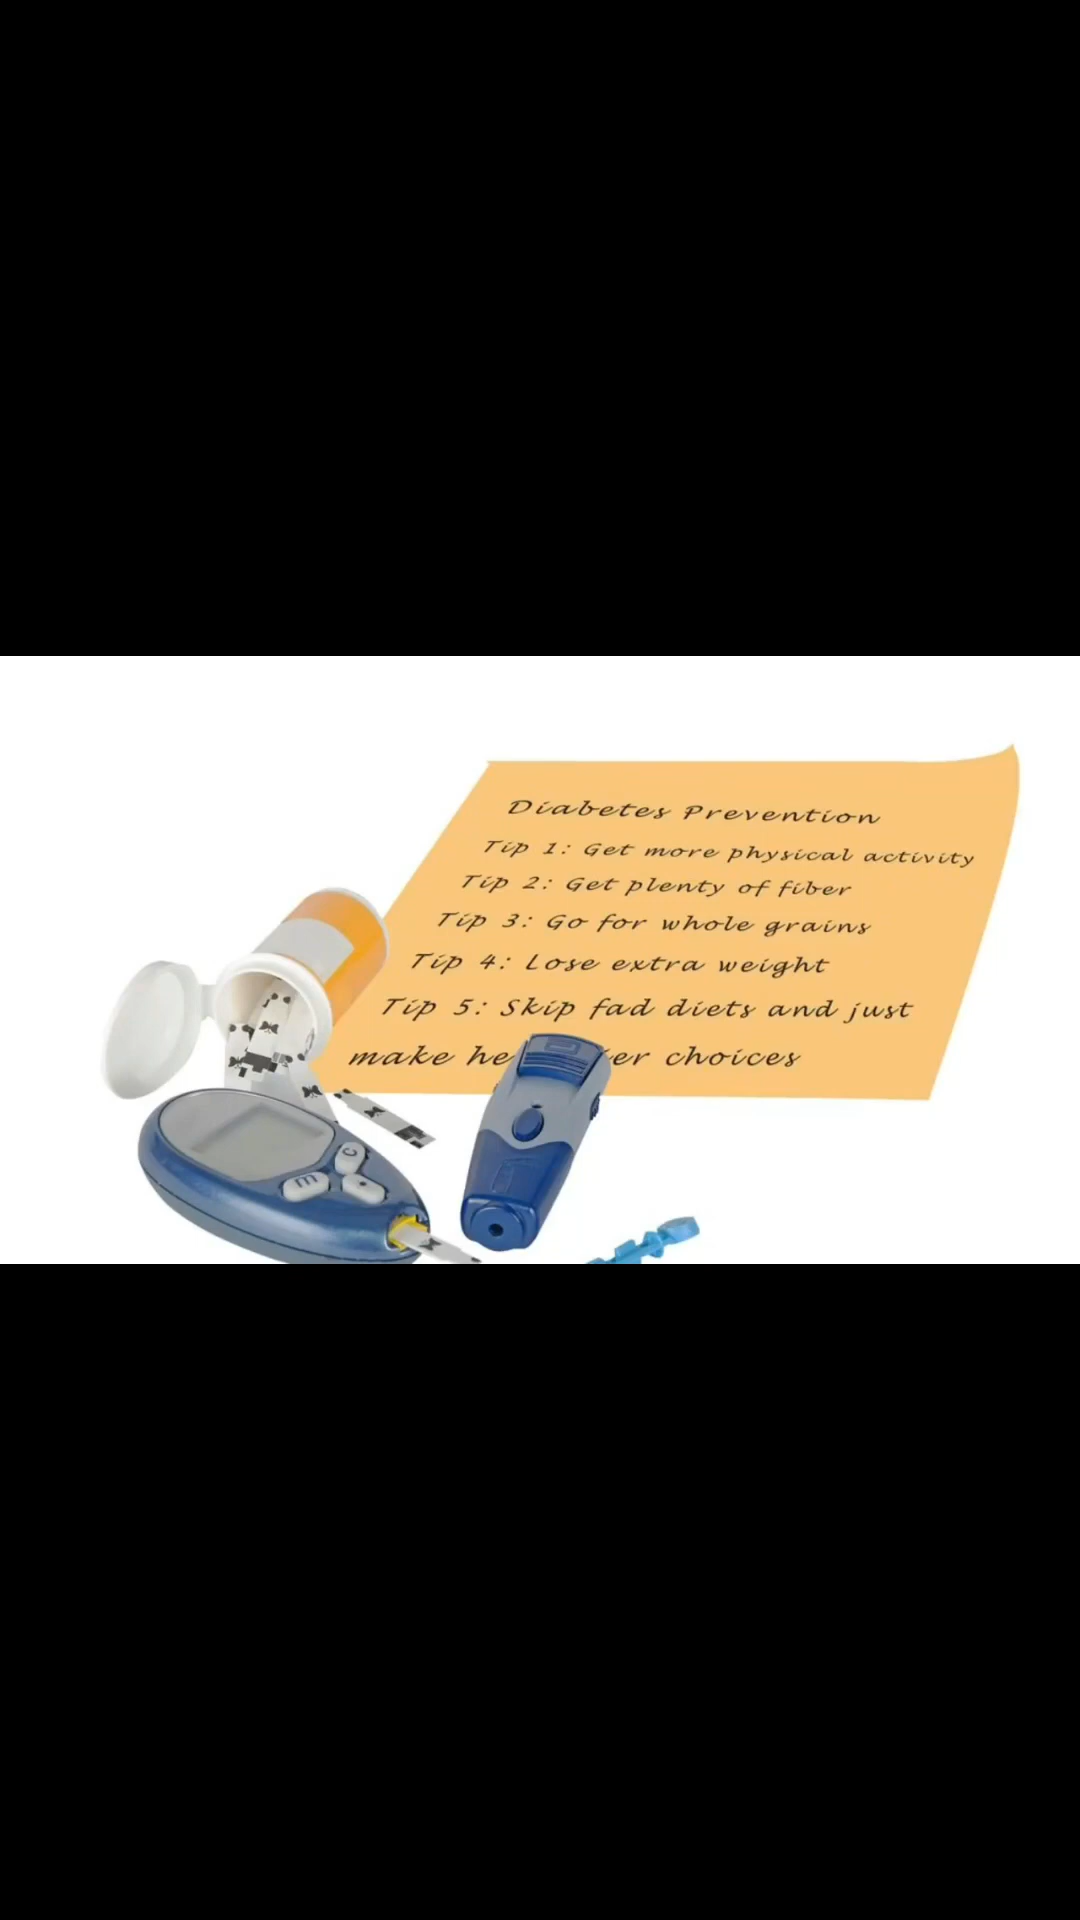 Diabetes Prevention
Tip 1: Get more physical activity
Tip 2: Get plenty of fiber
Tip 3: Go for whole grains
Tip 4: Lose extra weight
Tip 5: Skip fad diets and just
make choices
m
C